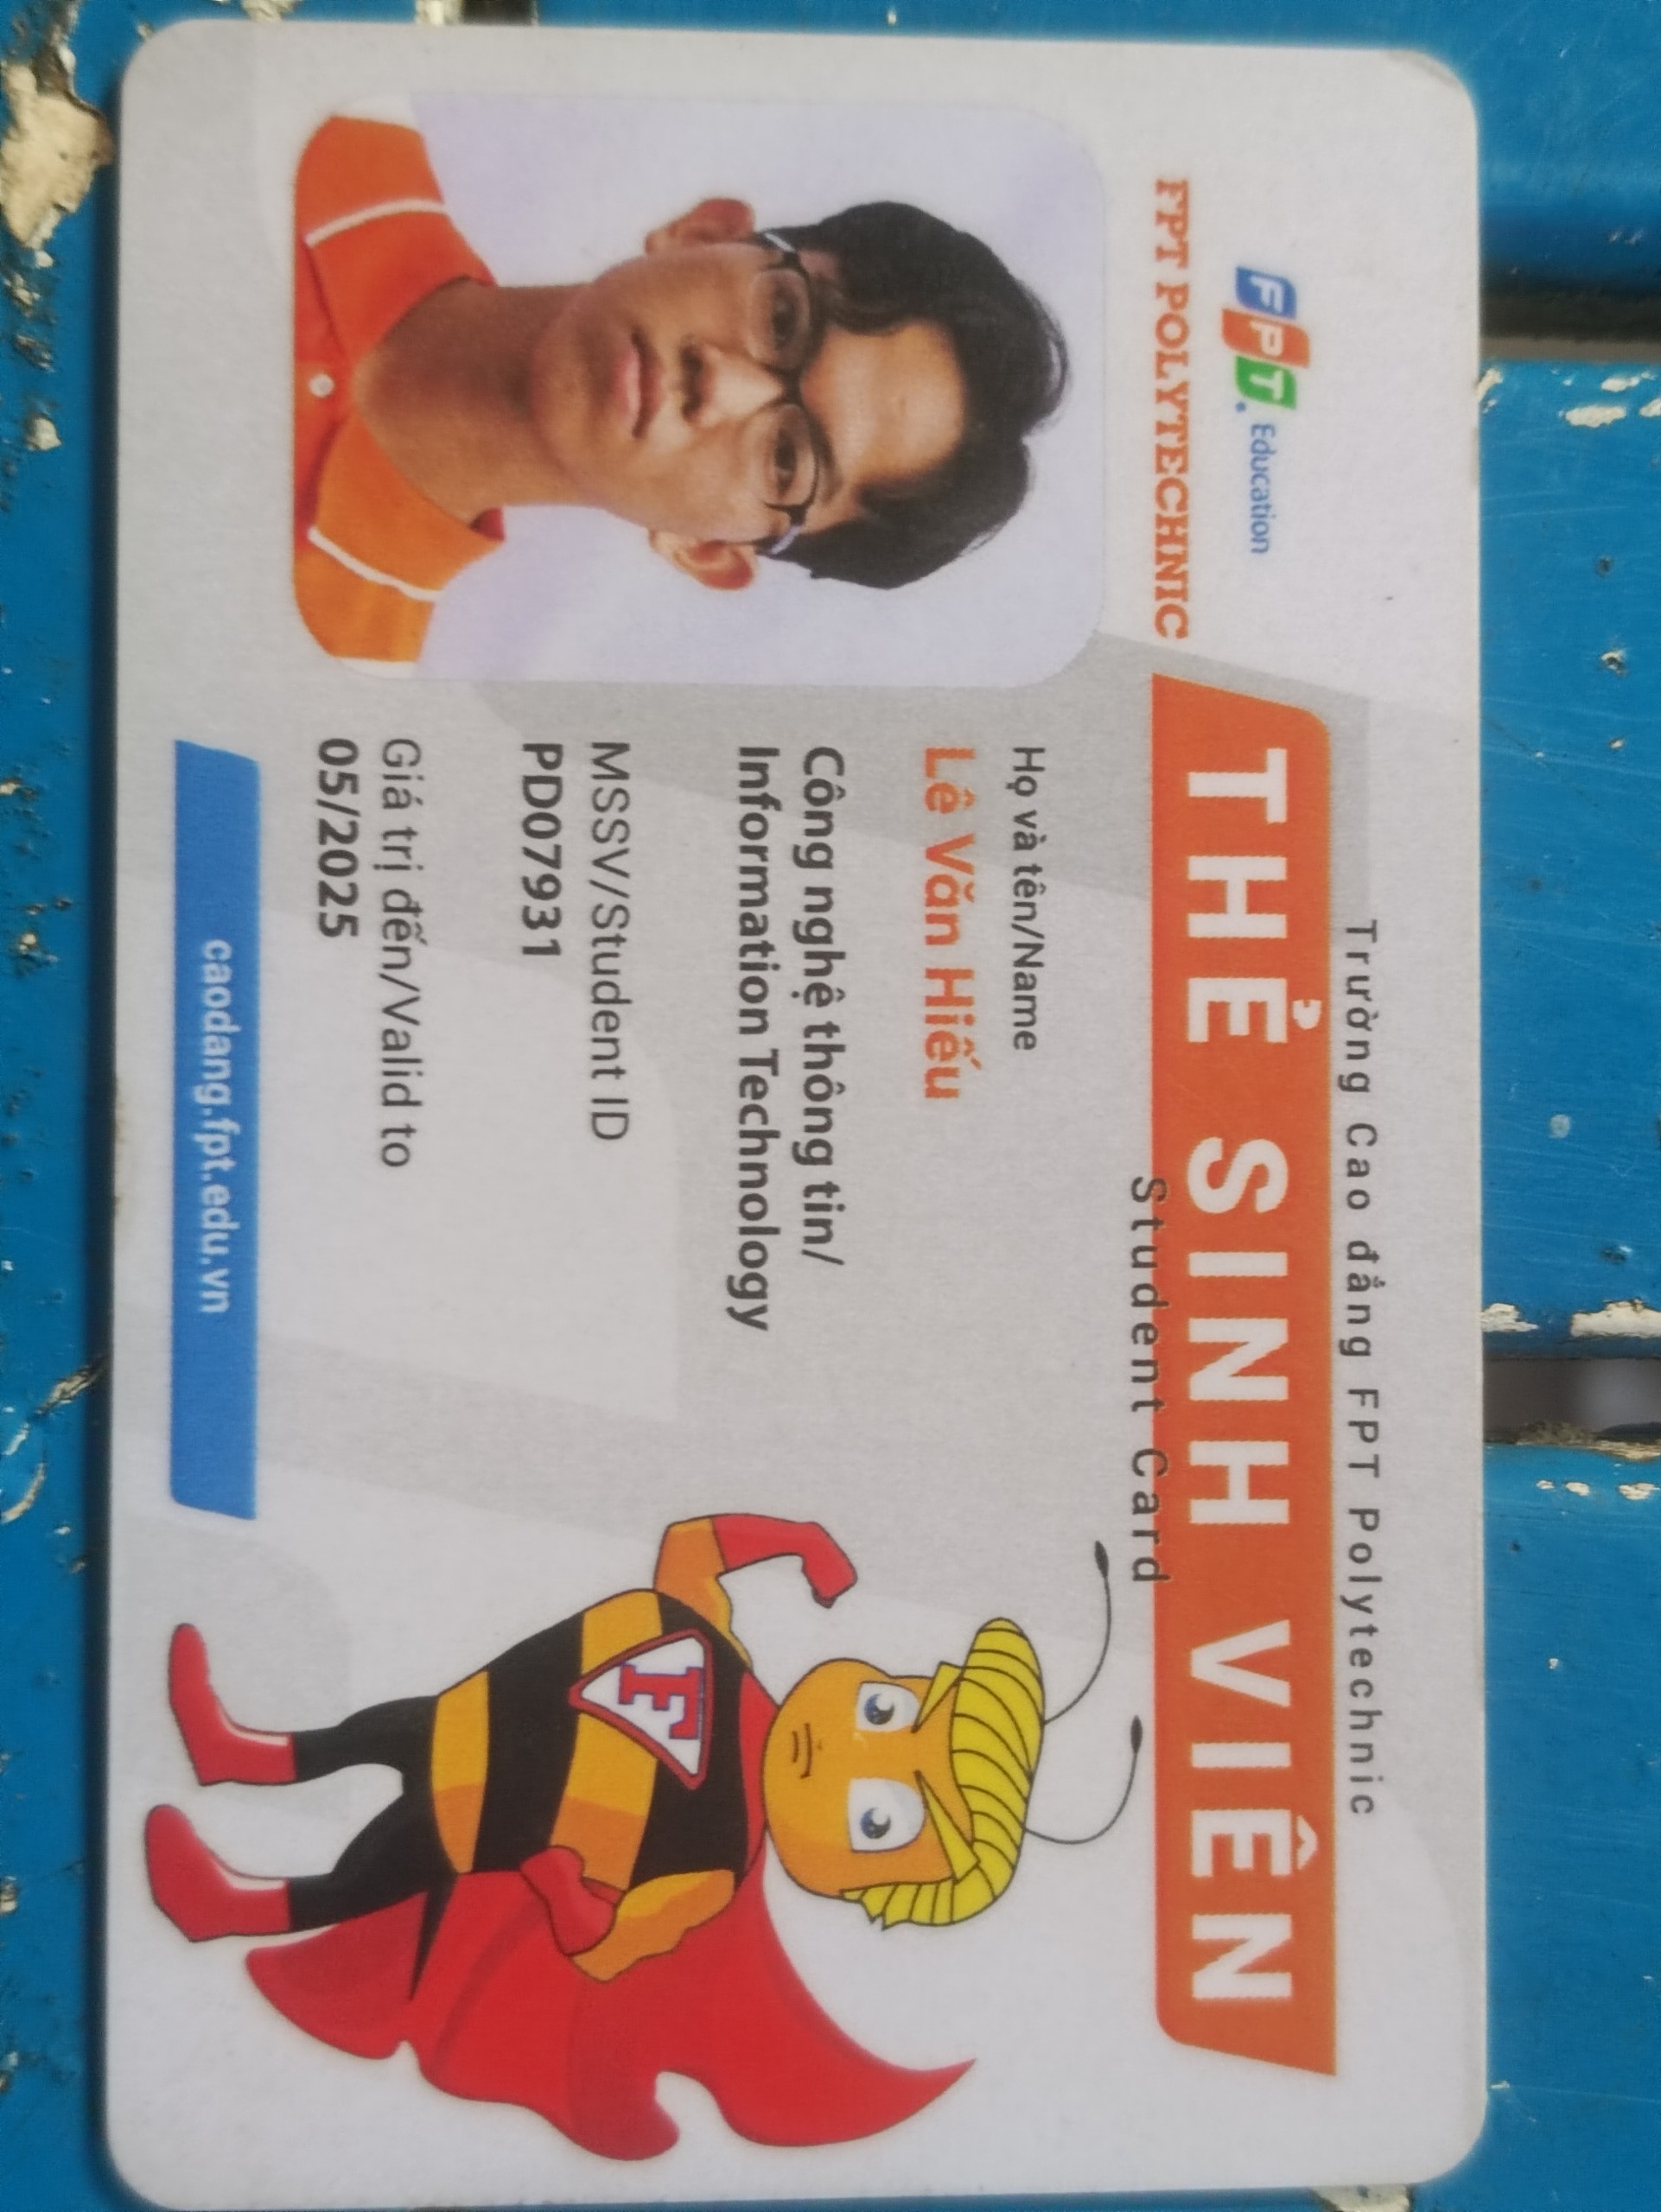 FPT Education
FPT POLYTECHNIC
Trường Cao đẳng FPT Polytechnic
THẺ SINH VIÊN
Student Card
Họ và tên/Name
Lê Văn Hiếu
Công nghệ thông tin/
Information Technology
MSSV/Student ID
PD07931
Giá trị đến/Valid to
05/2025
caodang.fpt.edu.vn
F